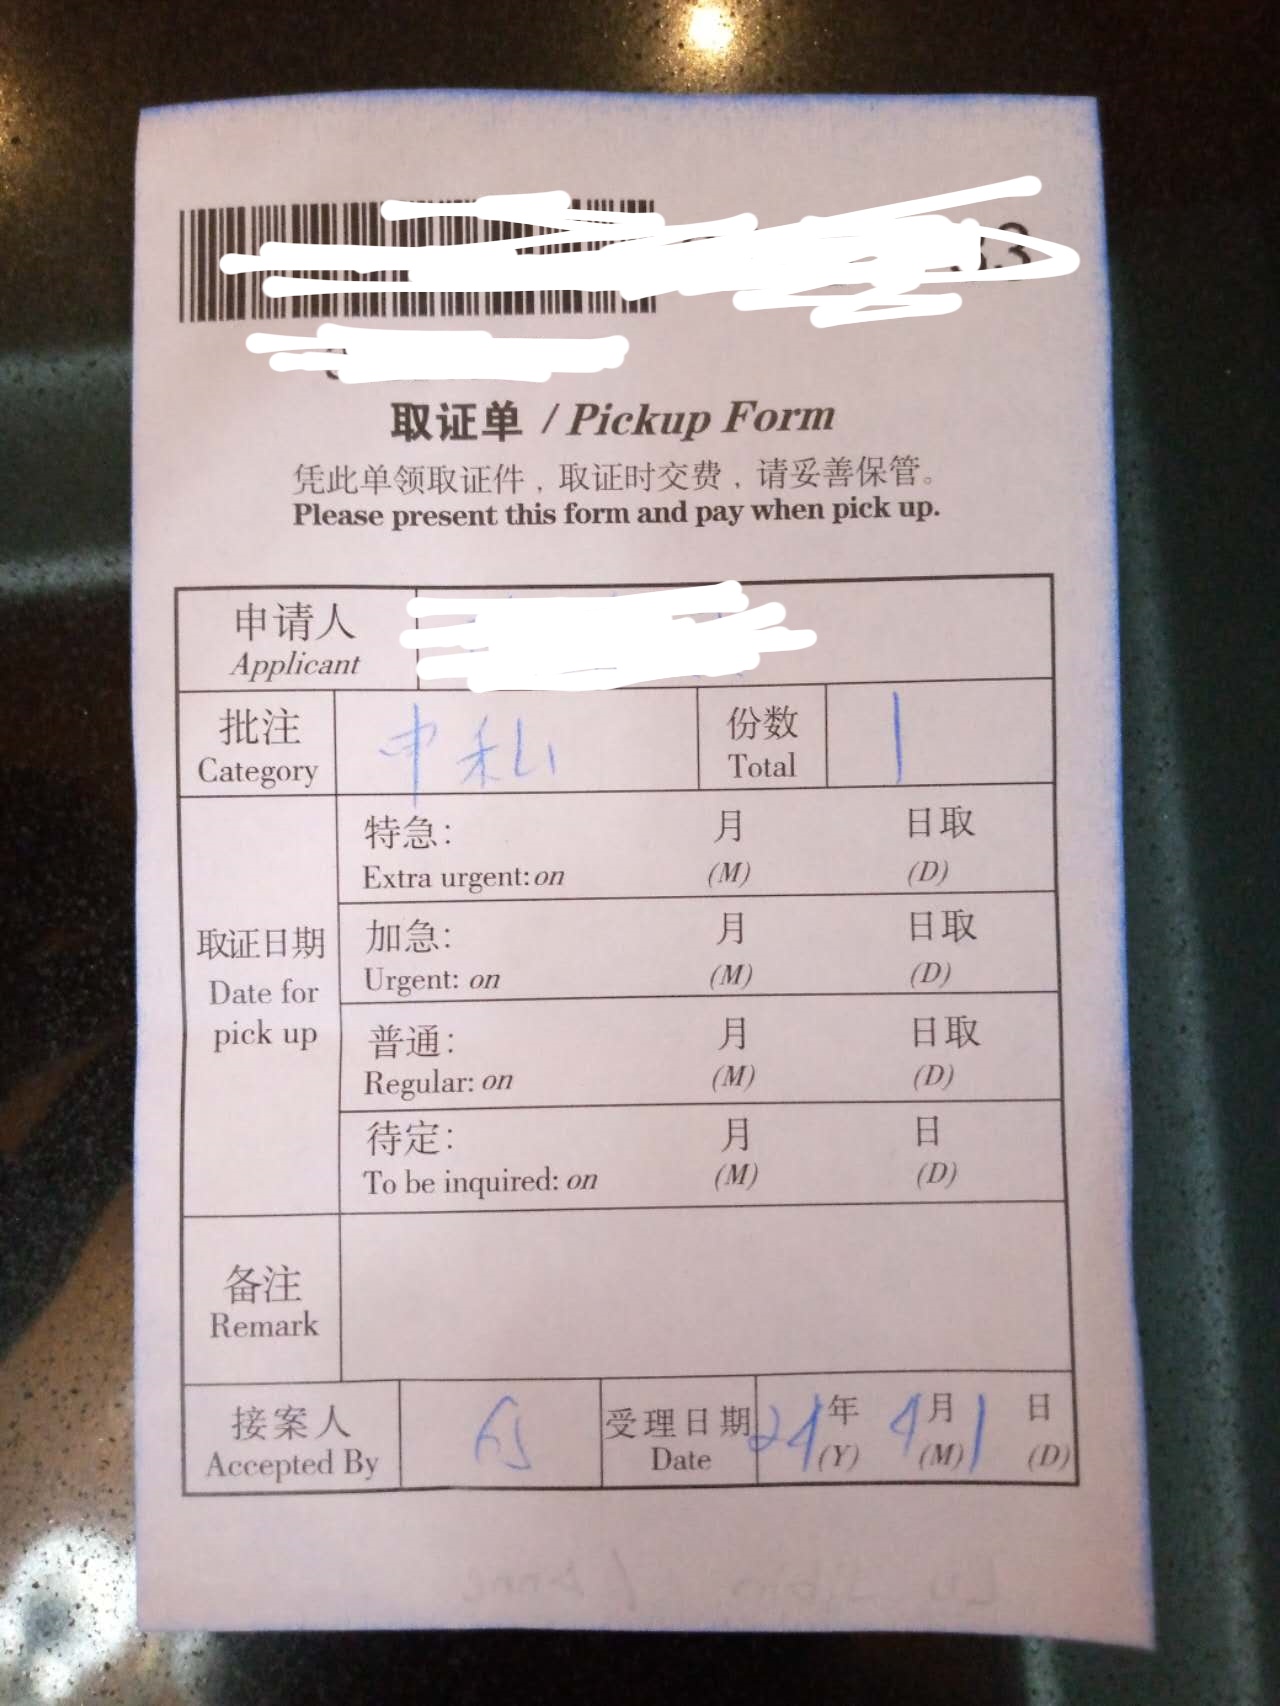 33
取证单 / Pickup Form
凭此单领取证件，取证时交费，请妥善保管。
Please present this form and pay when pick up.
申请人
Applicant
批注 中私 份数 1
Category Total
特急: 月 日取
Extra urgent: on (M) (D)
加急: 月 日取
Urgent: on (M) (D)
取证日期
Date for
pick up
普通: 月 日取
Regular: on (M) (D)
待定: 月 日
To be inquired: on (M) (D)
备注
Remark
接案人 受理日期 24年 4月 1日
Accepted By Date (Y) (M) (D)